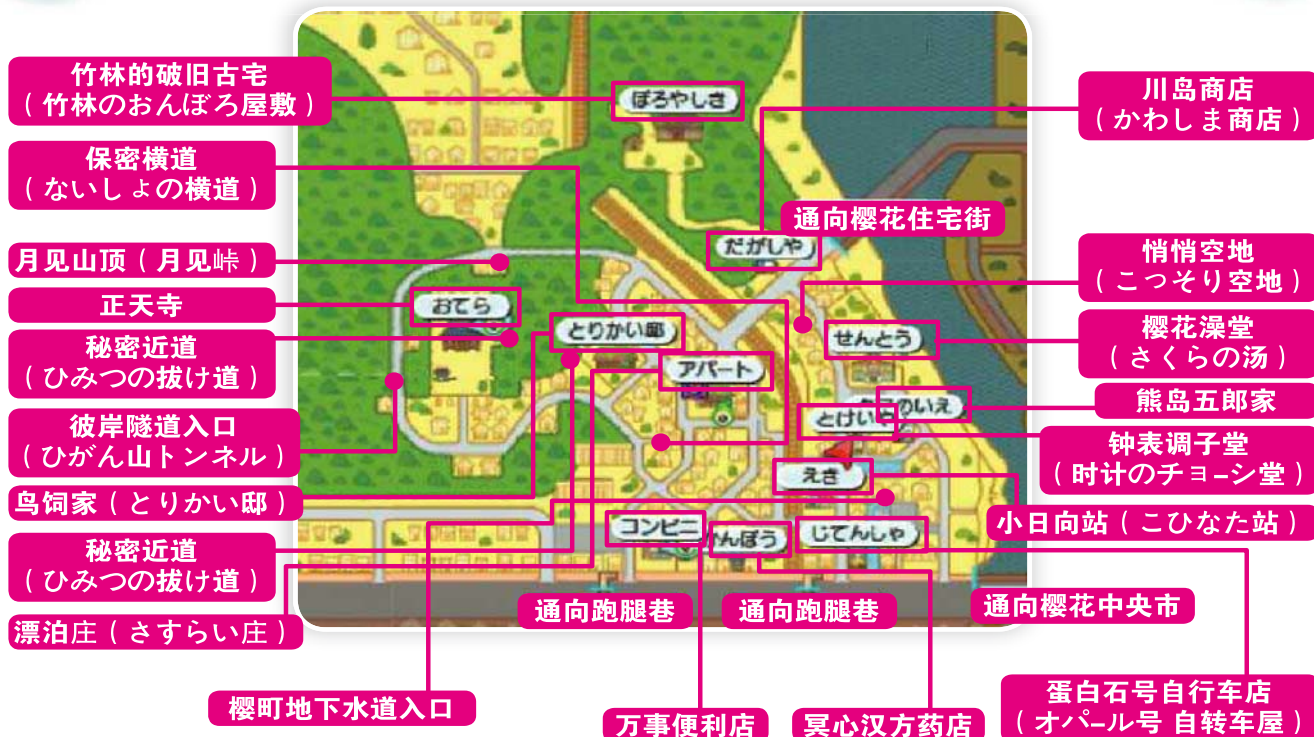 竹林的破旧古宅
（竹林のおんぼろ屋敷）
保密横道
（ないしょの横道）
月见山顶（月见峠）
正天寺
秘密近道
（ひみつの拔け道）
彼岸隧道入口
（ひがん山トンネル）
鸟饲家（とりかい邸）
秘密近道
（ひみつの拔け道）
漂泊庄（さすらい庄）
樱町地下水道入口
ぼろやしき
だがしや
おてら
とりかい邸
アパート
せんとう
のいえ
とけい
えき
コンビニ
んぽう
じてんしゃ
通向樱花住宅街
通向跑腿巷
通向跑腿巷
通向樱花中央市
万事便利店
冥心汉方药店
川岛商店
（かわしま商店）
悄悄空地
（こっそり空地）
樱花澡堂
（さくらの汤）
熊岛五郎家
钟表调子堂
（时计のチョーシ堂）
小日向站（こひなた站）
蛋白石号自行车店
（オパール号 自转车屋）